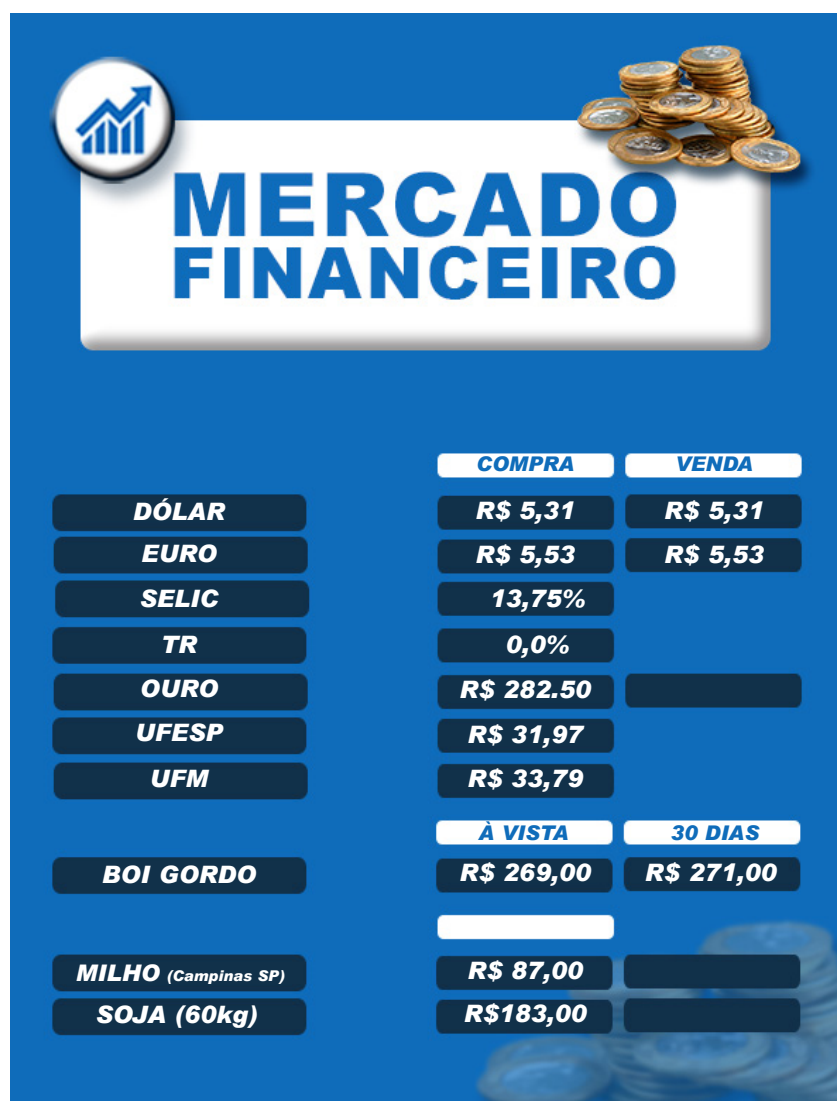 MERCADO
FINANCEIRO
COMPRA VENDA
DÓLAR R$ 5,31 R$ 5,31
EURO R$ 5,53 R$ 5,53
SELIC 13,75%
TR 0,0%
OURO R$ 282.50
UFESP R$ 31,97
UFM R$ 33,79
À VISTA 30 DIAS
BOI GORDO R$ 269,00 R$ 271,00
MILHO (Campinas SP) R$ 87,00
SOJA (60kg) R$183,00